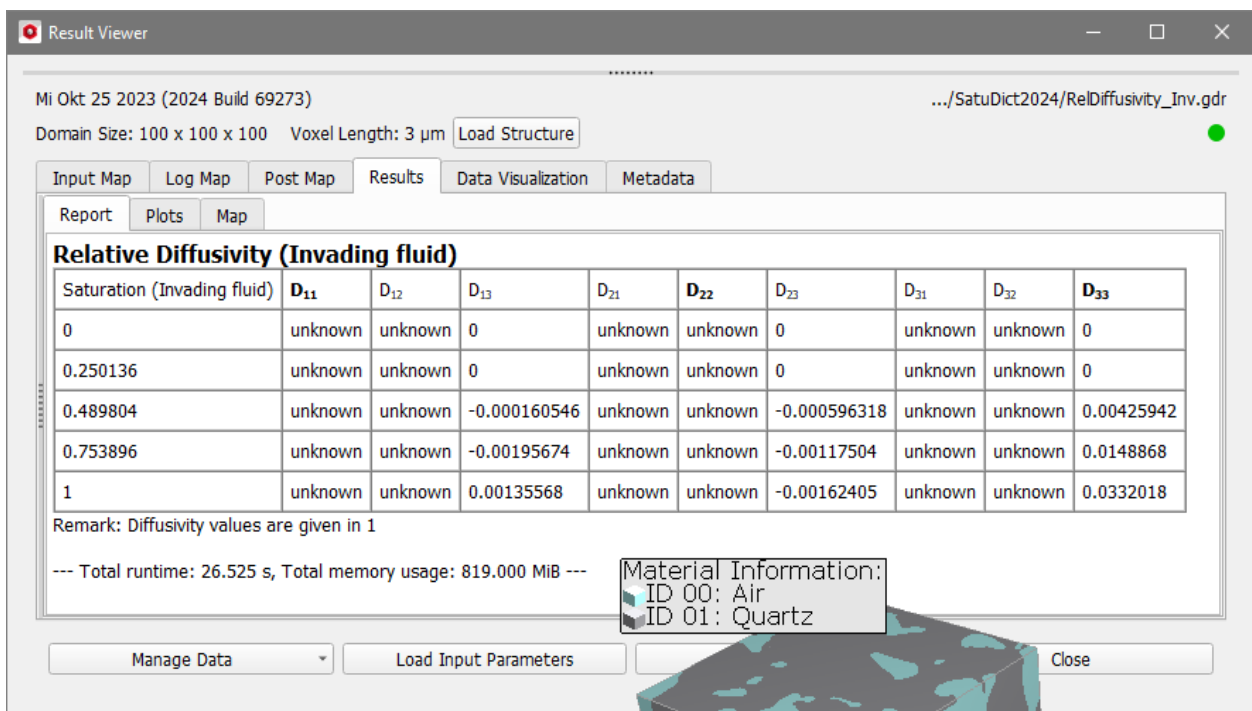 Result Viewer
Mi Okt 25 2023 (2024 Build 69273) .../SatuDict2024/RelDiffusivity_Inv.gdr
Domain Size: 100 x 100 x 100 Voxel Length: 3 µm Load Structure
Input Map Log Map Post Map Results Data Visualization Metadata
Report Plots Map
Relative Diffusivity (Invading fluid)
Saturation (Invading fluid) D₁₁ D₁₂ D₁₃ D₂₁ D₂₂ D₂₃ D₃₁ D₃₂ D₃₃
0 unknown unknown 0 unknown unknown 0 unknown unknown 0
0.250136 unknown unknown 0 unknown unknown 0 unknown unknown 0
0.489804 unknown unknown -0.000160546 unknown unknown -0.000596318 unknown unknown 0.00425942
0.753896 unknown unknown -0.00195674 unknown unknown -0.00117504 unknown unknown 0.0148868
1 unknown unknown 0.00135568 unknown unknown -0.00162405 unknown unknown 0.0332018
Remark: Diffusivity values are given in 1
--- Total runtime: 26.525 s, Total memory usage: 819.000 MiB ---
Material Information:
ID 00: Air
ID 01: Quartz
Manage Data Load Input Parameters Close